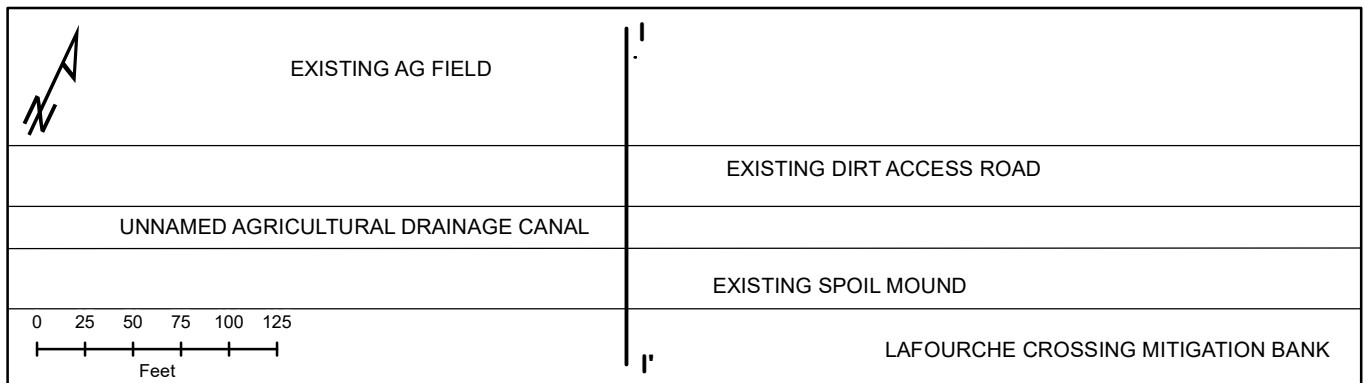 I
EXISTING AG FIELD
N
EXISTING DIRT ACCESS ROAD
UNNAMED AGRICULTURAL DRAINAGE CANAL
EXISTING SPOIL MOUND
0 25 50 75 100 125
Feet
I'
LAFOURCHE CROSSING MITIGATION BANK